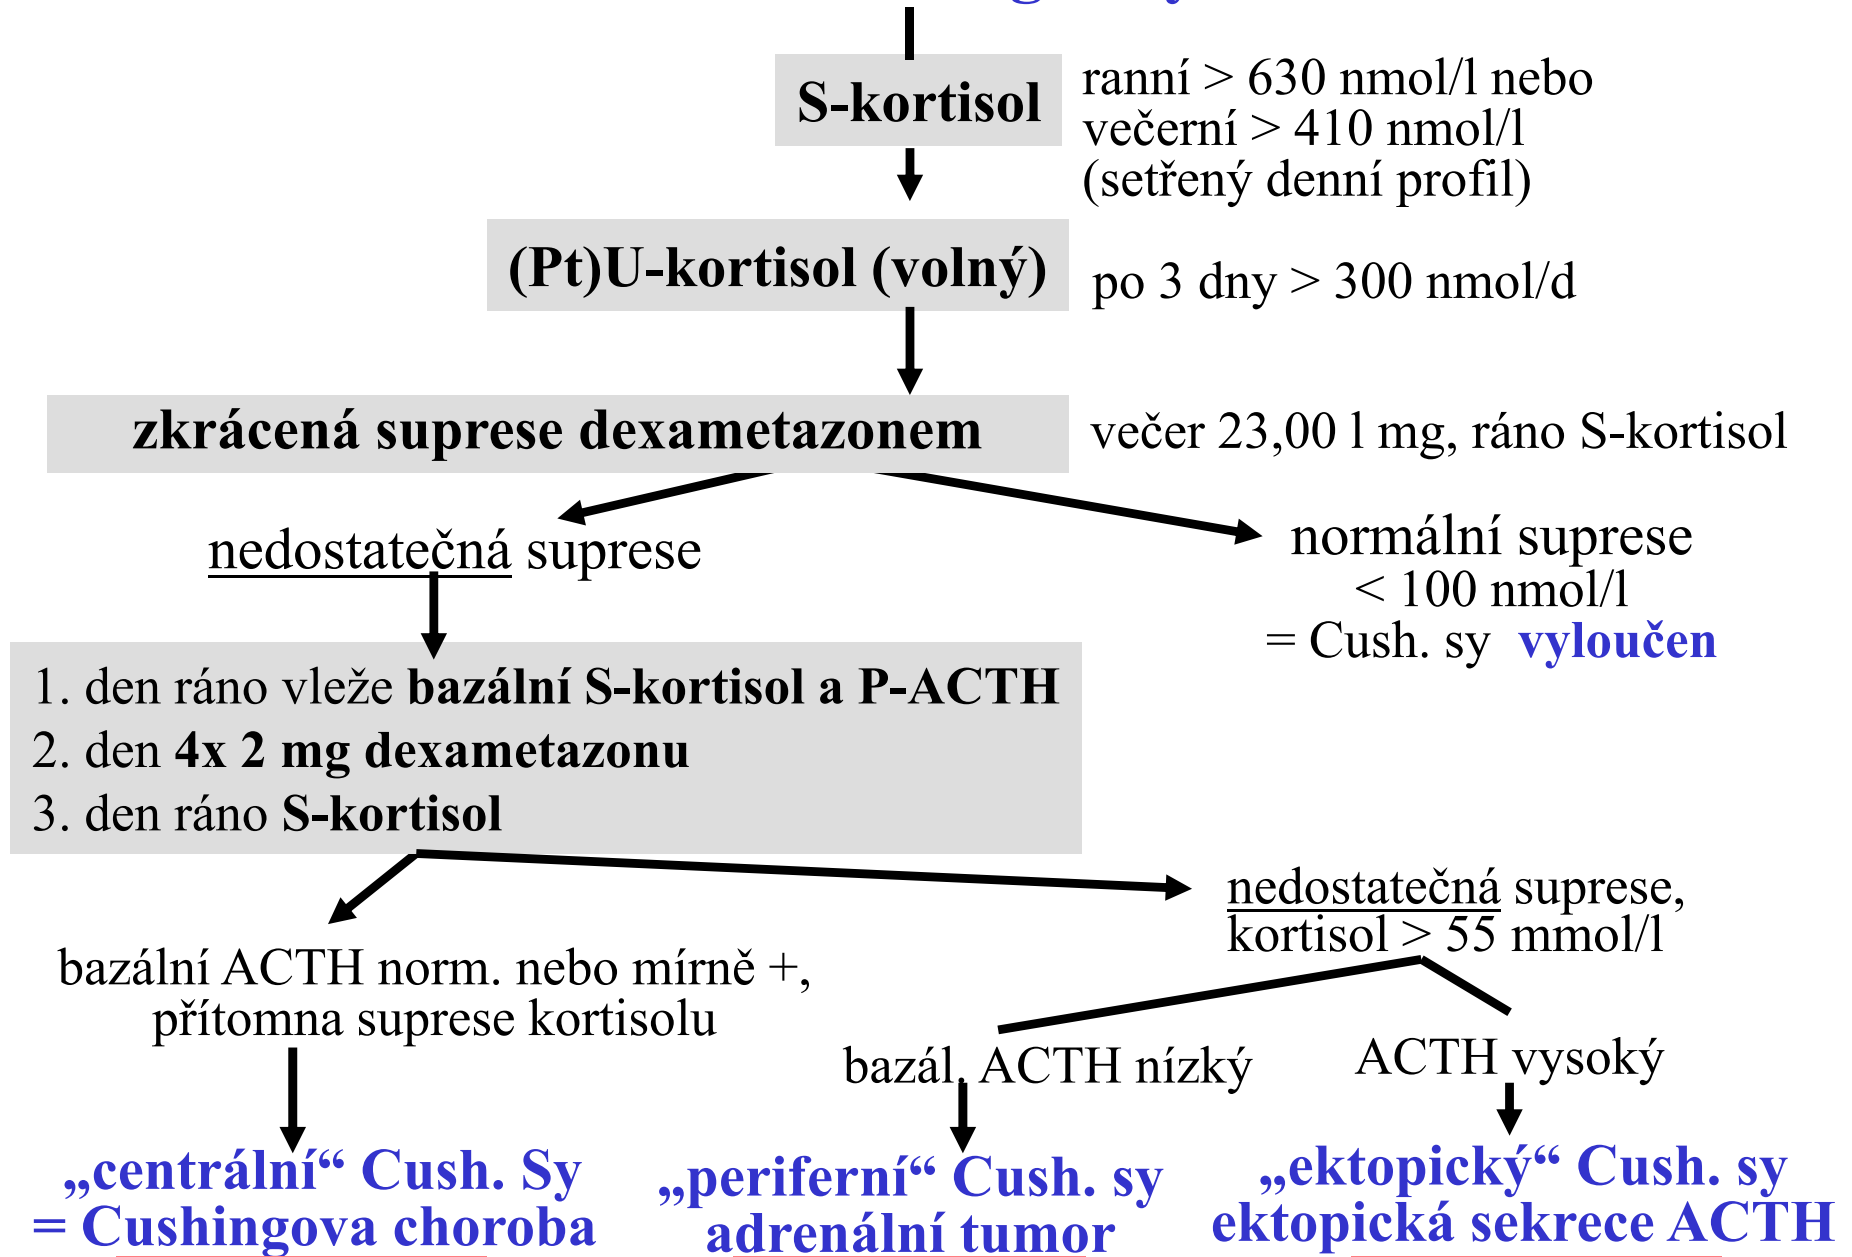 S-kortisol
ranní > 630 nmol/l nebo
večerní > 410 nmol/l
(setřený denní profil)
(Pt)U-kortisol (volný)
po 3 dny > 300 nmol/d
zkrácená suprese dexametazonem
večer 23,00 l mg, ráno S-kortisol
nedostatečná suprese
normální suprese
< 100 nmol/l
= Cush. sy vyloučen
1. den ráno vleže bazální S-kortisol a P-ACTH
2. den 4x 2 mg dexametazonu
3. den ráno S-kortisol
nedostatečná suprese,
kortisol > 55 mmol/l
bazální ACTH norm. nebo mírně +,
přítomna suprese kortisolu
bazál. ACTH nízký
ACTH vysoký
„centrální“ Cush. Sy
= Cushingova choroba
„periferní“ Cush. sy
adrenální tumor
„ektopický“ Cush. sy
ektopická sekrece ACTH